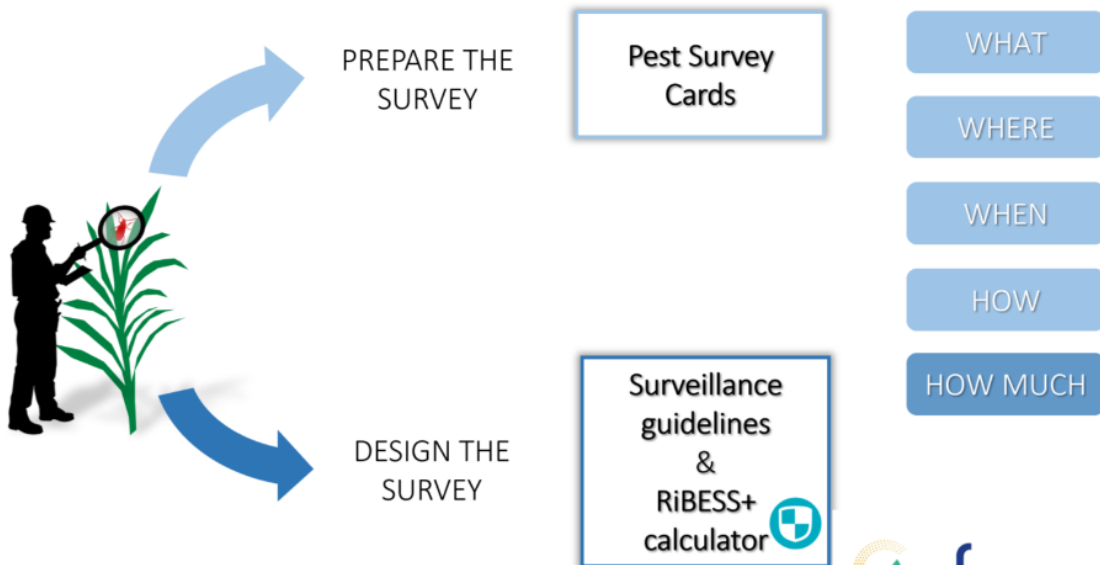 PREPARE THE
SURVEY
Pest Survey
Cards
WHAT
WHERE
WHEN
HOW
HOW MUCH
DESIGN THE
SURVEY
Surveillance
guidelines
&
RiBESS+
calculator